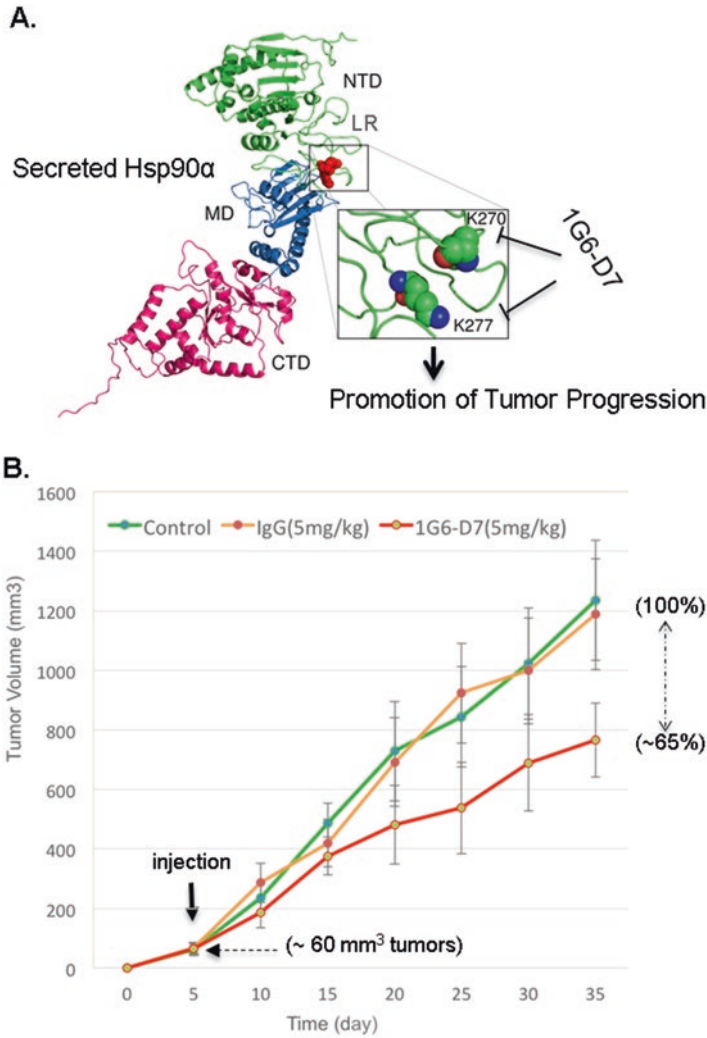 A.
NTD
LR
Secreted Hsp90α
MD
K270
1G6-D7
K277
CTD
Promotion of Tumor Progression
B.
1600
Control IgG(5mg/kg) 1G6-D7(5mg/kg)
1400
1200
(100%)
1000
800
(~65%)
600
400
injection
200
(~ 60 mm³ tumors)
0
Tumor Volume (mm3)
0 5 10 15 20 25 30 35
Time (day)